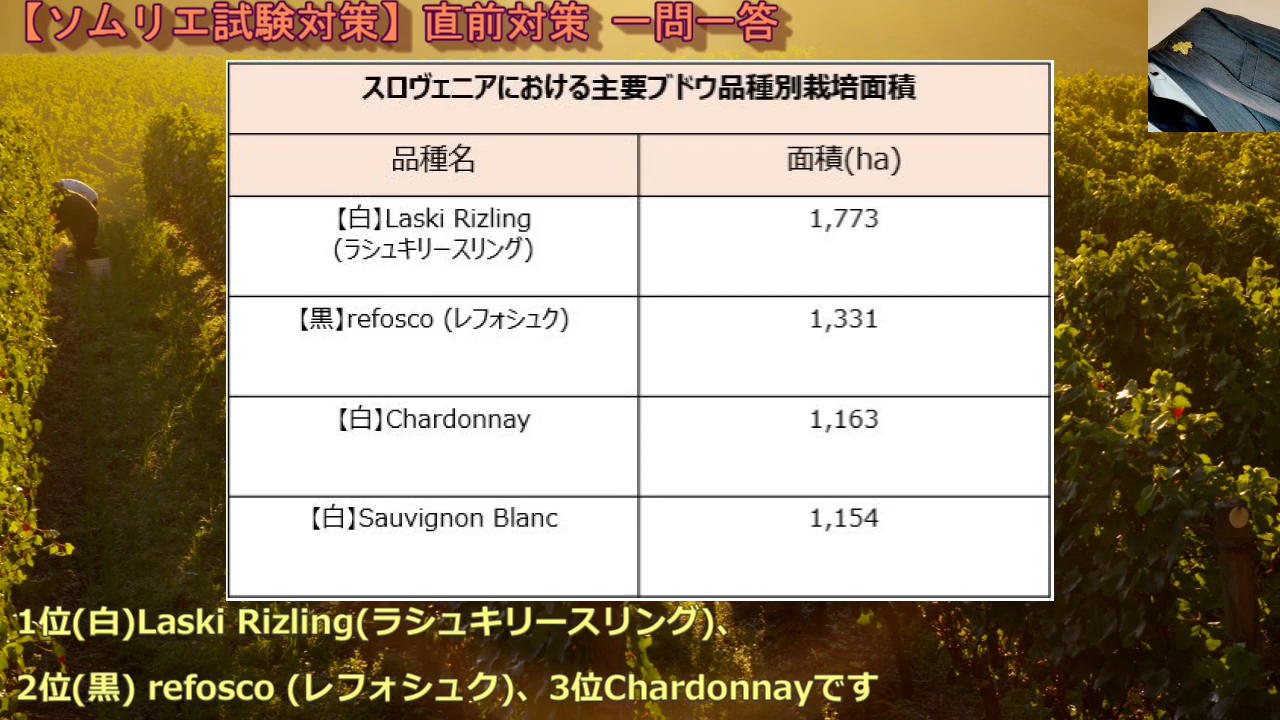 【ソムリエ試験対策】直前対策 一問一答
スロヴェニアにおける主要ブドウ品種別栽培面積
品種名 面積(ha)
【白】Laski Rizling 1,773
(ラシュキリースリング)
【黒】refosco (レフォシュク) 1,331
【白】Chardonnay 1,163
【白】Sauvignon Blanc 1,154
1位(白)Laski Rizling(ラシュキリースリング)、
2位(黒) refosco (レフォシュク)、3位Chardonnayです